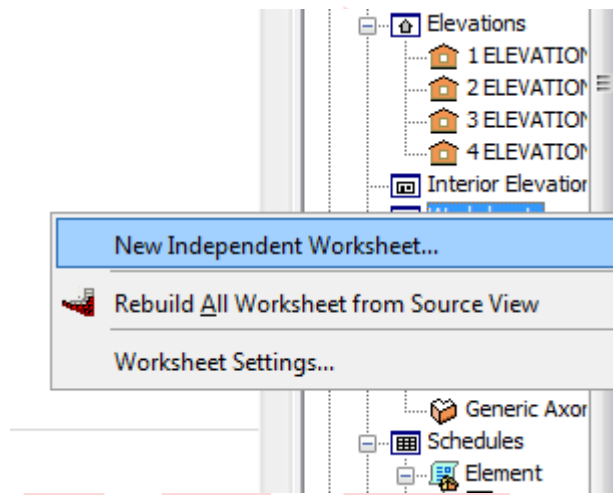 Elevations
1 ELEVATION
2 ELEVATION
3 ELEVATION
4 ELEVATION
Interior Elevation
New Independent Worksheet...
Rebuild All Worksheet from Source View
Worksheet Settings...
Generic Axon
Schedules
Element